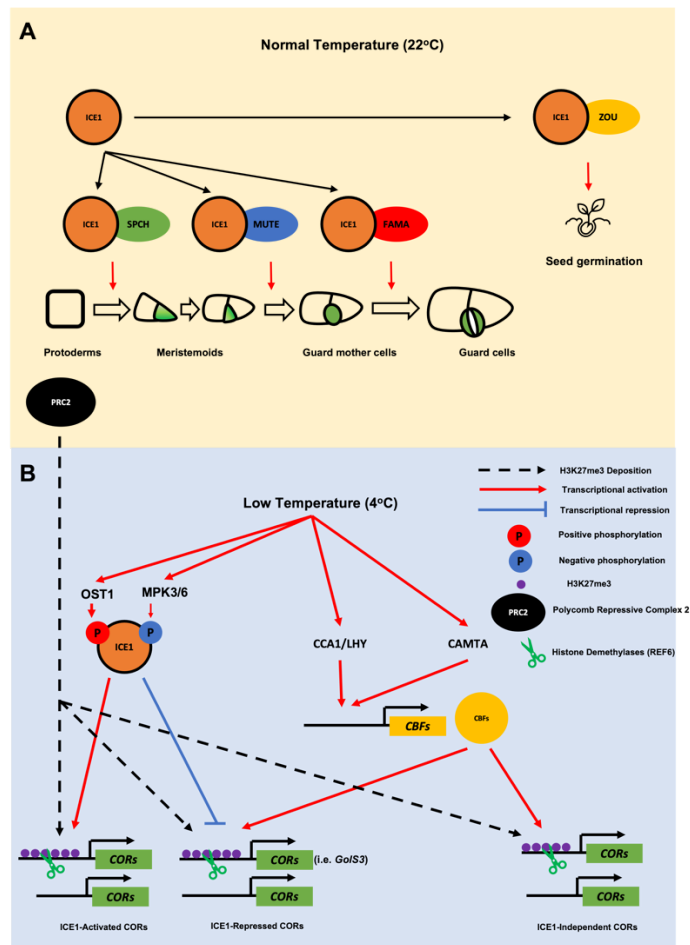 A
Normal Temperature (22ºC)
ICE1
ICE1 ZOU
ICE1 SPCH
ICE1 MUTE
ICE1 FAMA
Seed germination
Protoderms
Meristemoids
Guard mother cells
Guard cells
PRC2
B
Low Temperature (4ºC)
H3K27me3 Deposition
Transcriptional activation
Transcriptional repression
P Positive phosphorylation
P Negative phosphorylation
H3K27me3
PRC2 Polycomb Repressive Complex 2
Histone Demethylases (REF6)
OST1
MPK3/6
P
P
ICE1
CCA1/LHY
CAMTA
CBFs
CBFs
CORs
CORs (i.e. GolS3)
CORs
CORs
CORs
CORs
ICE1-Activated CORs
ICE1-Repressed CORs
ICE1-Independent CORs